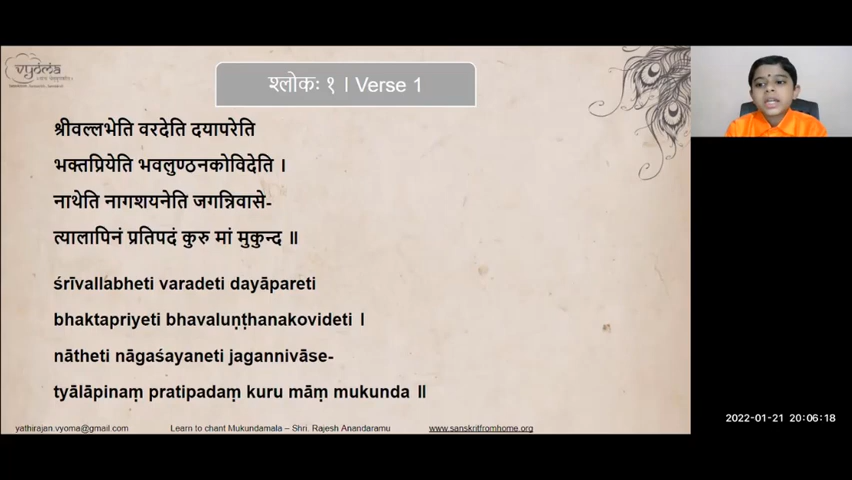 vyoma
श्लोकः १ । Verse 1
श्रीवल्लभेति वरदेति दयापरेति
भक्तप्रियेति भवलुण्ठनकोविदेति ।
नाथेति नागशयनेति जगन्निवासे-
त्यालापिनं प्रतिपदं कुरु मां मुकुन्द ॥
śrīvallabheti varadeti dayāpareti
bhaktapriyeti bhavaluṇṭhanakovideti ।
nātheti nāgaśayaneti jagannivāse-
tyālāpinaṃ pratipadaṃ kuru māṃ mukunda ॥
yathirajan.vyoma@gmail.com Learn to chant Mukundamala – Shri. Rajesh Anandaramu www.sanskritfromhome.org
2022-01-21 20:06:18